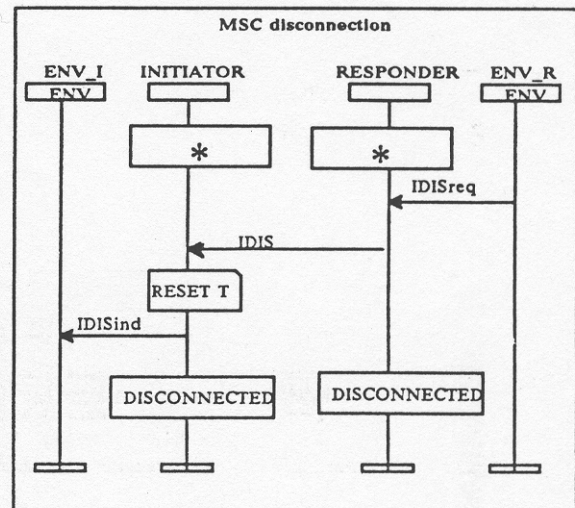 MSC disconnection
ENV_I INITIATOR RESPONDER ENV_R
ENV ENV
* *
IDISreq
IDIS
RESET T
IDISind
DISCONNECTED DISCONNECTED